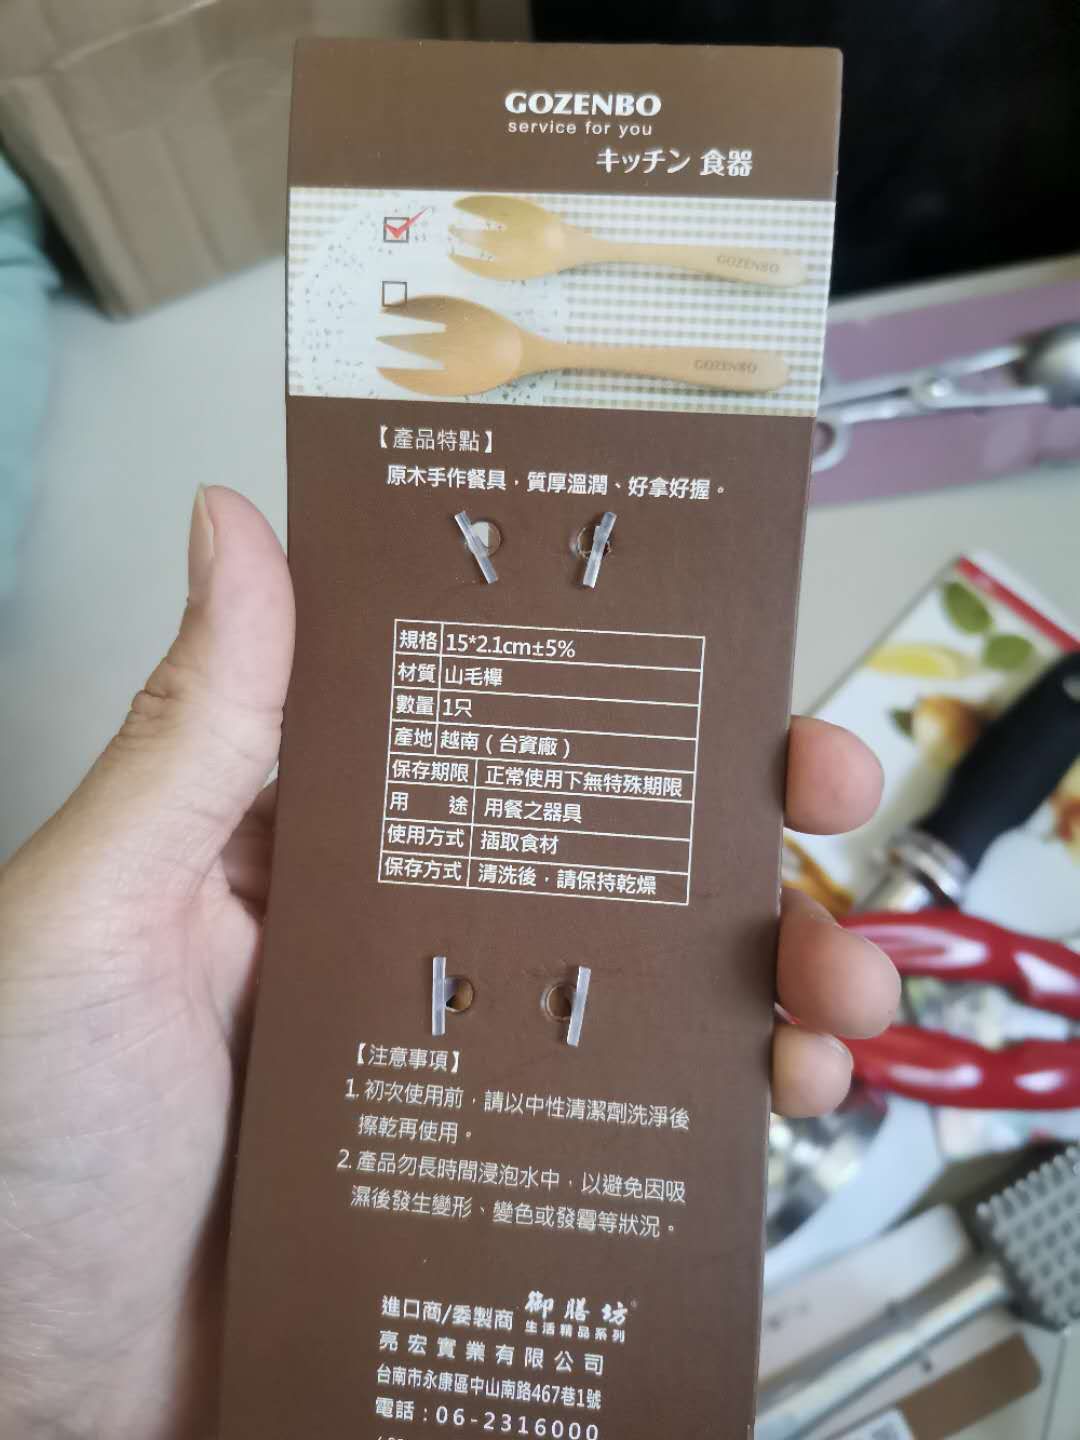 GOZENBO
service for you
キッチン 食器
GOZENBO
GOZENBO
【產品特點】
原木手作餐具，質厚溫潤、好拿好握。
規格 15*2.1cm±5%
材質 山毛櫸
數量 1只
產地 越南(台資廠)
保存期限 正常使用下無特殊期限
用途 用餐之器具
使用方式 插取食材
保存方式 清洗後，請保持乾燥
【注意事項】
1. 初次使用前，請以中性清潔劑洗淨後
擦乾再使用。
2. 產品勿長時間浸泡水中，以避免因吸
濕後發生變形、變色或發霉等狀況。
進口商/委製商 御膳坊
生活精品系列
亮宏實業有限公司
台南市永康區中山南路467巷1號
電話：06-2316000